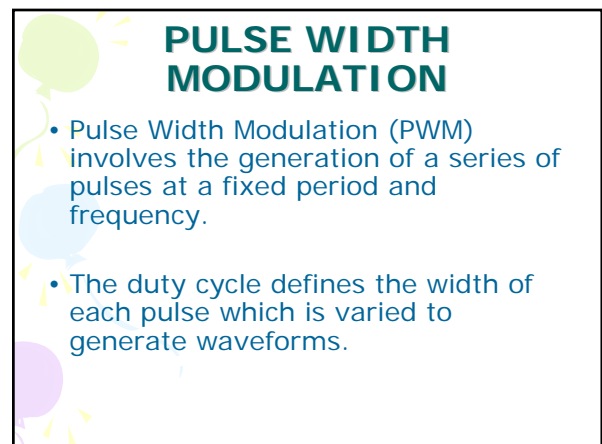 PULSE WIDTH
MODULATION
• Pulse Width Modulation (PWM)
involves the generation of a series of
pulses at a fixed period and
frequency.
• The duty cycle defines the width of
each pulse which is varied to
generate waveforms.